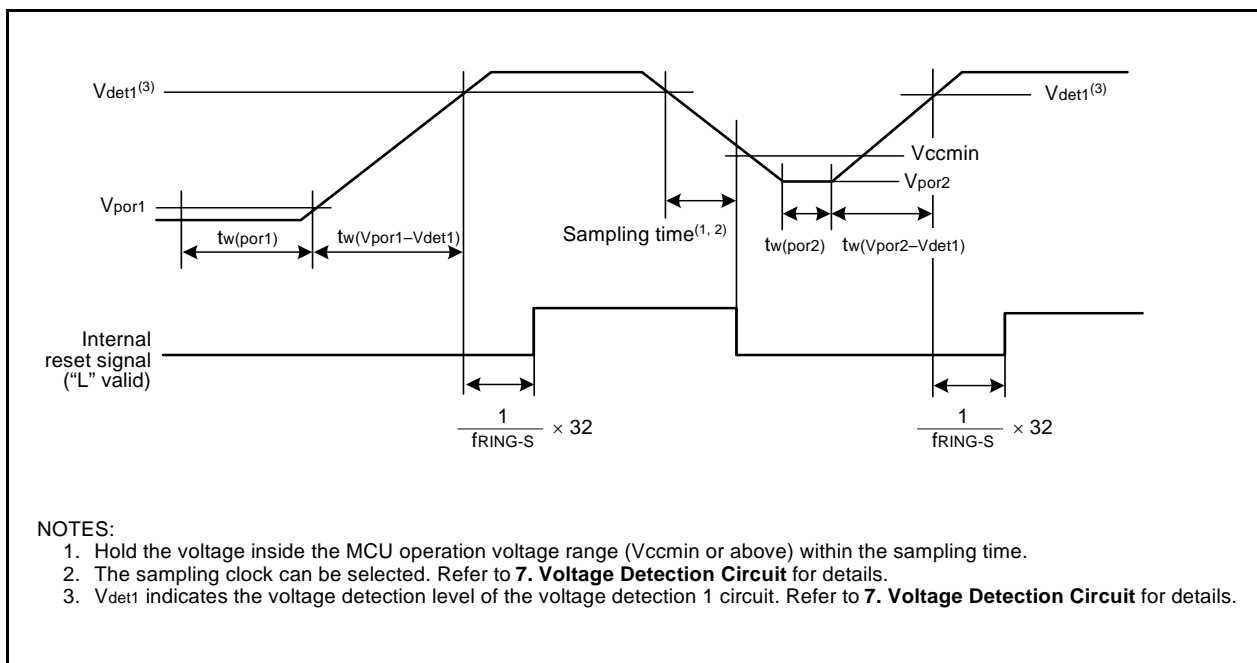 Vdet1(3)
Vdet1(3)
Vccmin
Vpor1
Vpor2
tw(por1)
tw(Vpor1–Vdet1)
Sampling time(1, 2)
tw(por2)
tw(Vpor2–Vdet1)
Internal
reset signal
(“L” valid)
1
fRING-S
× 32
1
fRING-S
× 32
NOTES:
1. Hold the voltage inside the MCU operation voltage range (Vccmin or above) within the sampling time.
2. The sampling clock can be selected. Refer to 7. Voltage Detection Circuit for details.
3. Vdet1 indicates the voltage detection level of the voltage detection 1 circuit. Refer to 7. Voltage Detection Circuit for details.